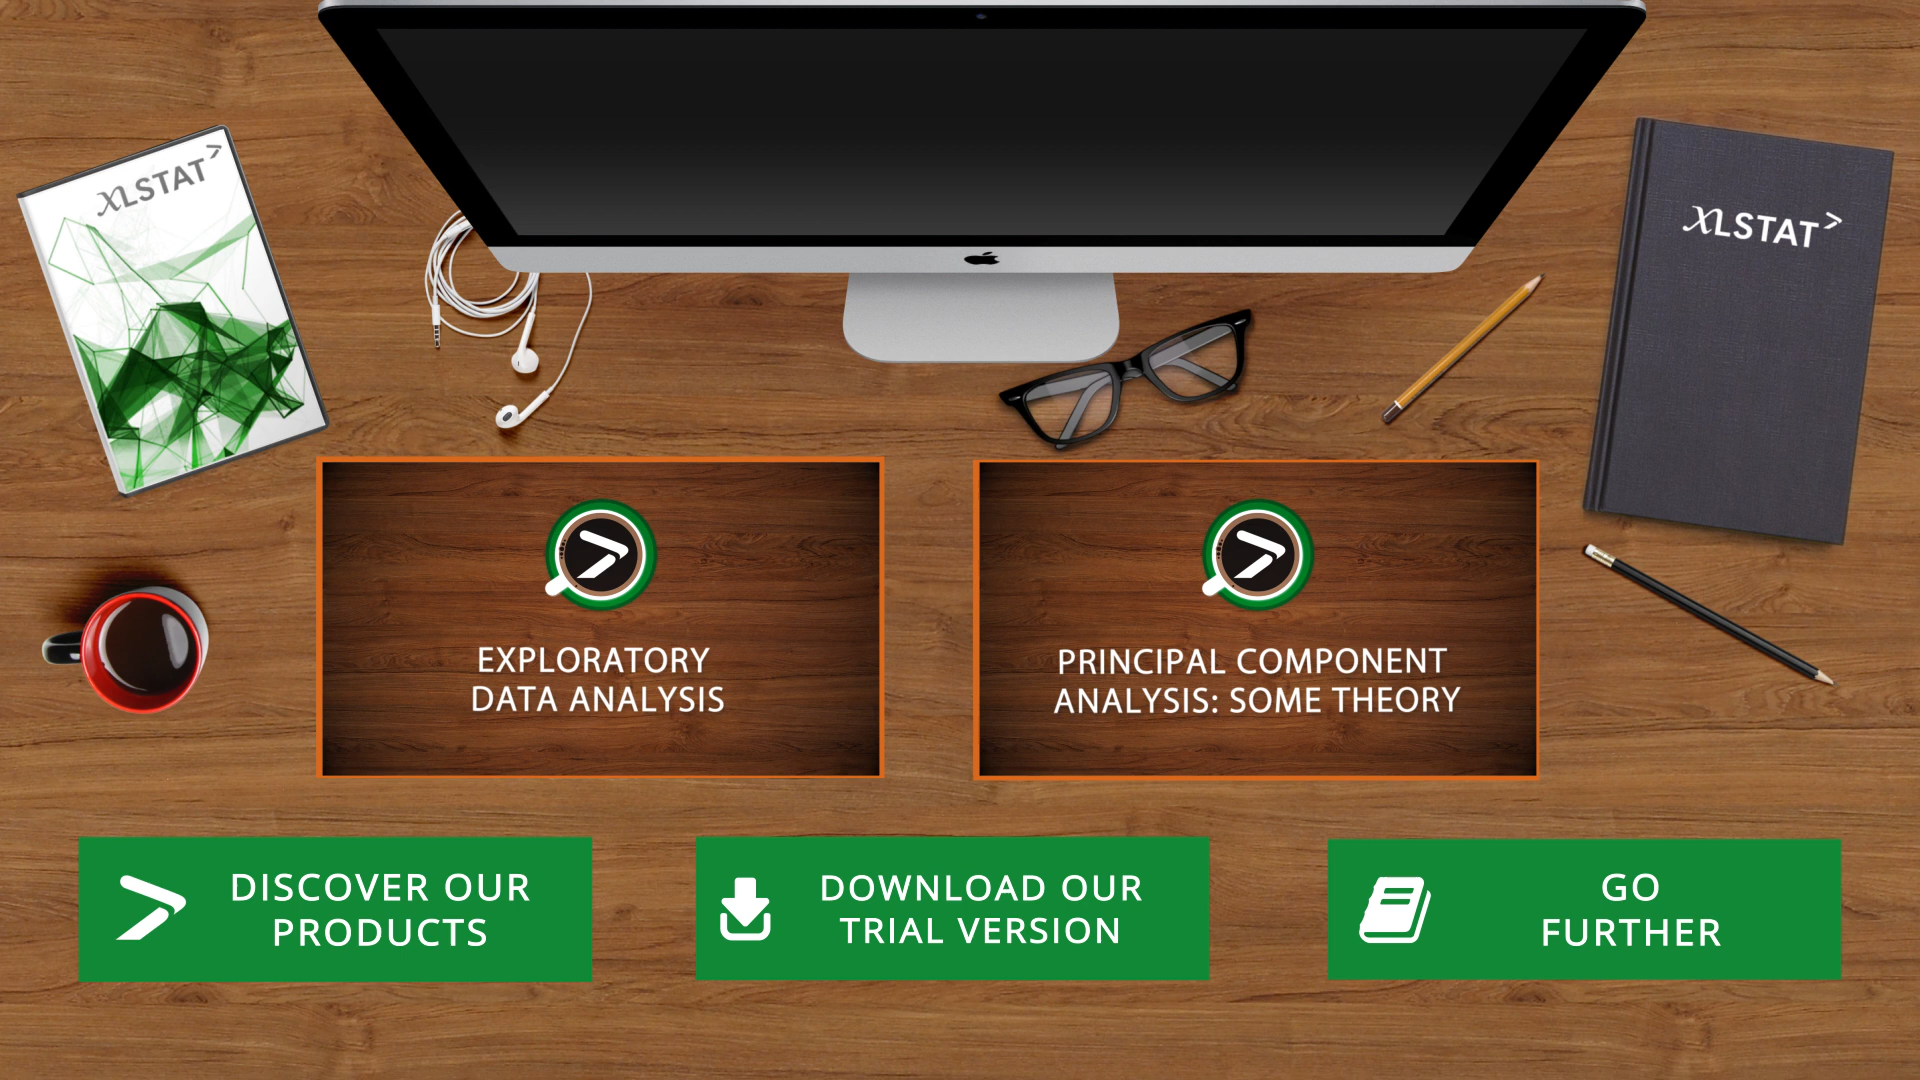 XLSTAT
XLSTAT
EXPLORATORY
DATA ANALYSIS
PRINCIPAL COMPONENT
ANALYSIS: SOME THEORY
DISCOVER OUR
PRODUCTS
DOWNLOAD OUR
TRIAL VERSION
GO
FURTHER